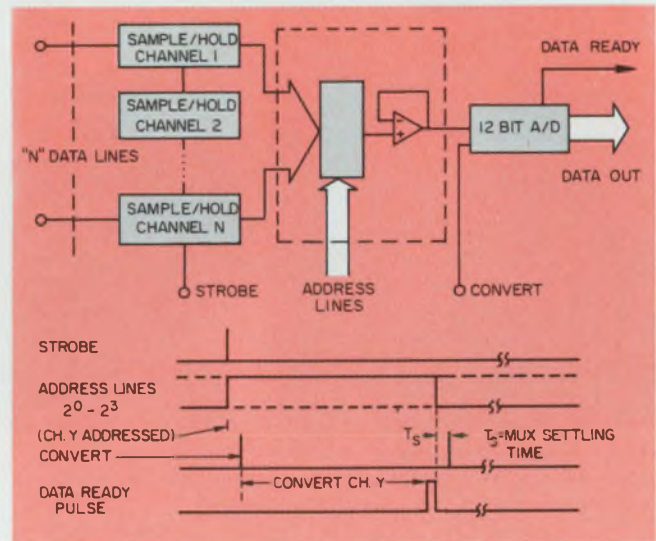 SAMPLE/HOLD
CHANNEL 1
SAMPLE/HOLD
CHANNEL 2
"N" DATA LINES
SAMPLE/HOLD
CHANNEL N
STROBE
ADDRESS
LINES
12 BIT A/D
DATA READY
DATA OUT
CONVERT
STROBE
ADDRESS LINES
2⁰ - 2³
(CH. Y ADDRESSED)
CONVERT
TS
TS=MUX SETTLING
TIME
CONVERT CH. Y
DATA READY
PULSE